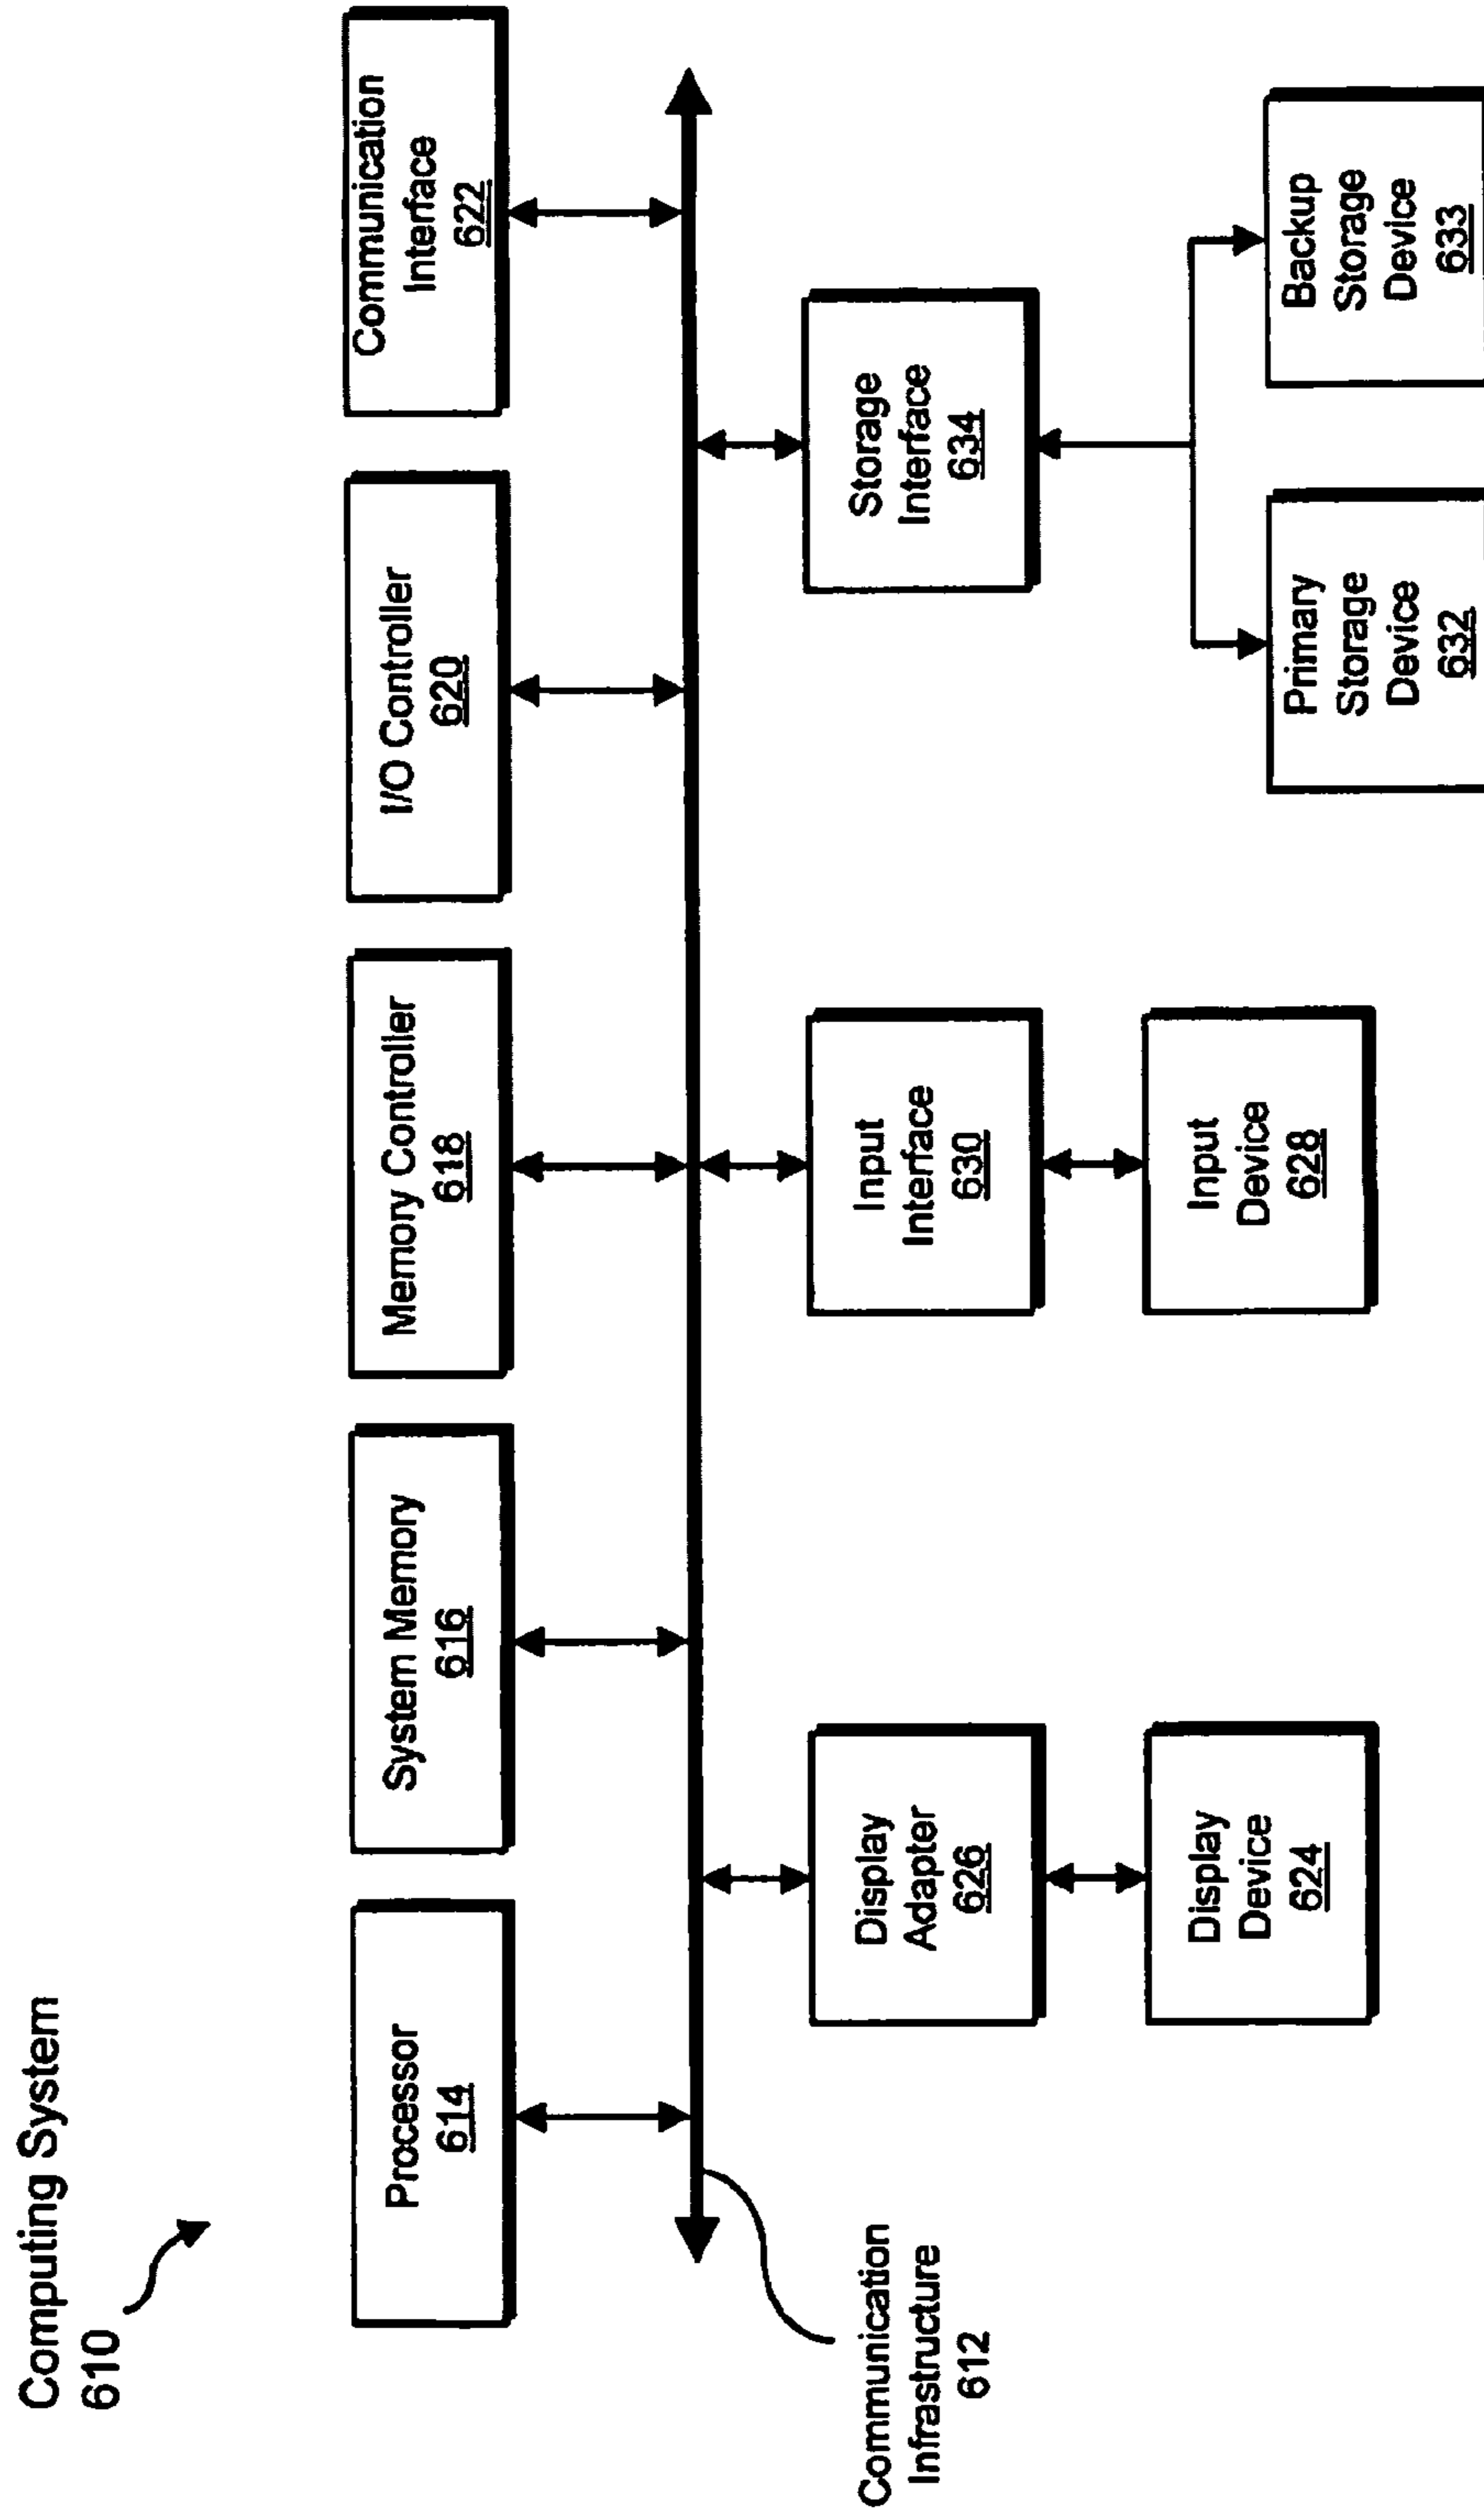 Computing System
610
Processor
614
System Memory
616
Memory Controller
618
I/O Controller
620
Communication
Interface
622
Communication
Infrastructure
612
Display
Adapter
626
Input
Interface
630
Storage
Interface
634
Display
Device
624
Input
Device
628
Primary
Storage
Device
632
Backup
Storage
Device
633